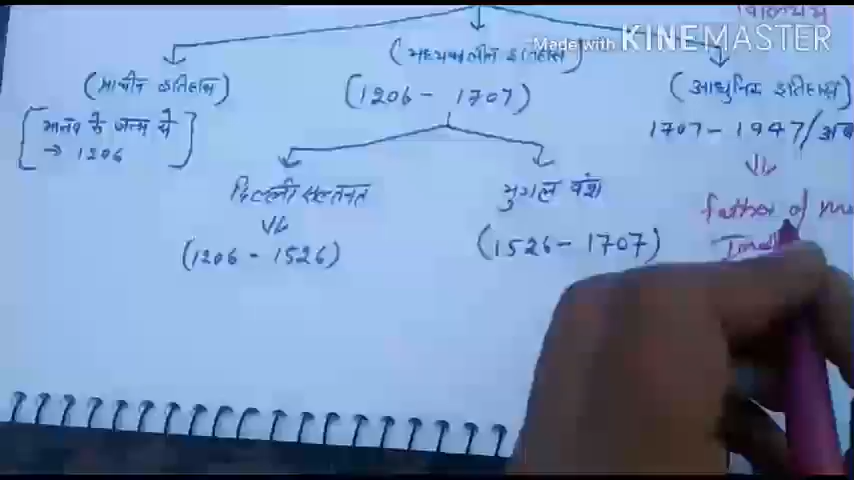 Made with KINEMASTER
(मध्यकालीन इतिहास)
(प्राचीन इतिहास)
(1206 - 1707)
(आधुनिक इतिहास)
[मानव के जन्म से
→ 1206]
1707 - 1947/अब
दिल्ली सल्तनत
मुगल वंश
father of
(1206 - 1526)
(1526 - 1707)